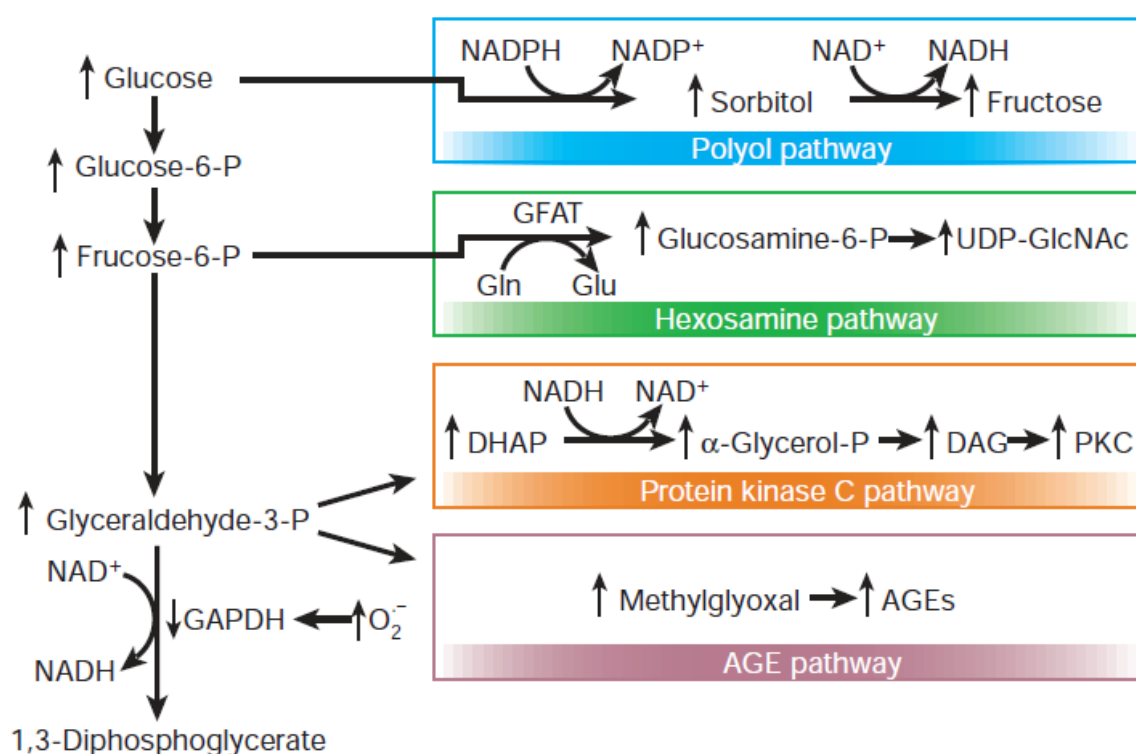 NADPH NADP⁺ NAD⁺ NADH
↑ Glucose
↑ Sorbitol ↑ Fructose
Polyol pathway
↑ Glucose-6-P
GFAT
↑ Frucose-6-P
↑ Glucosamine-6-P → ↑ UDP-GlcNAc
Gln Glu
Hexosamine pathway
NADH NAD⁺
↑ DHAP → ↑ α-Glycerol-P → ↑ DAG → ↑ PKC
Protein kinase C pathway
↑ Glyceraldehyde-3-P
NAD⁺
↓ GAPDH ← ↑ O₂·⁻
NADH
↑ Methylglyoxal → ↑ AGEs
AGE pathway
1,3-Diphosphoglycerate